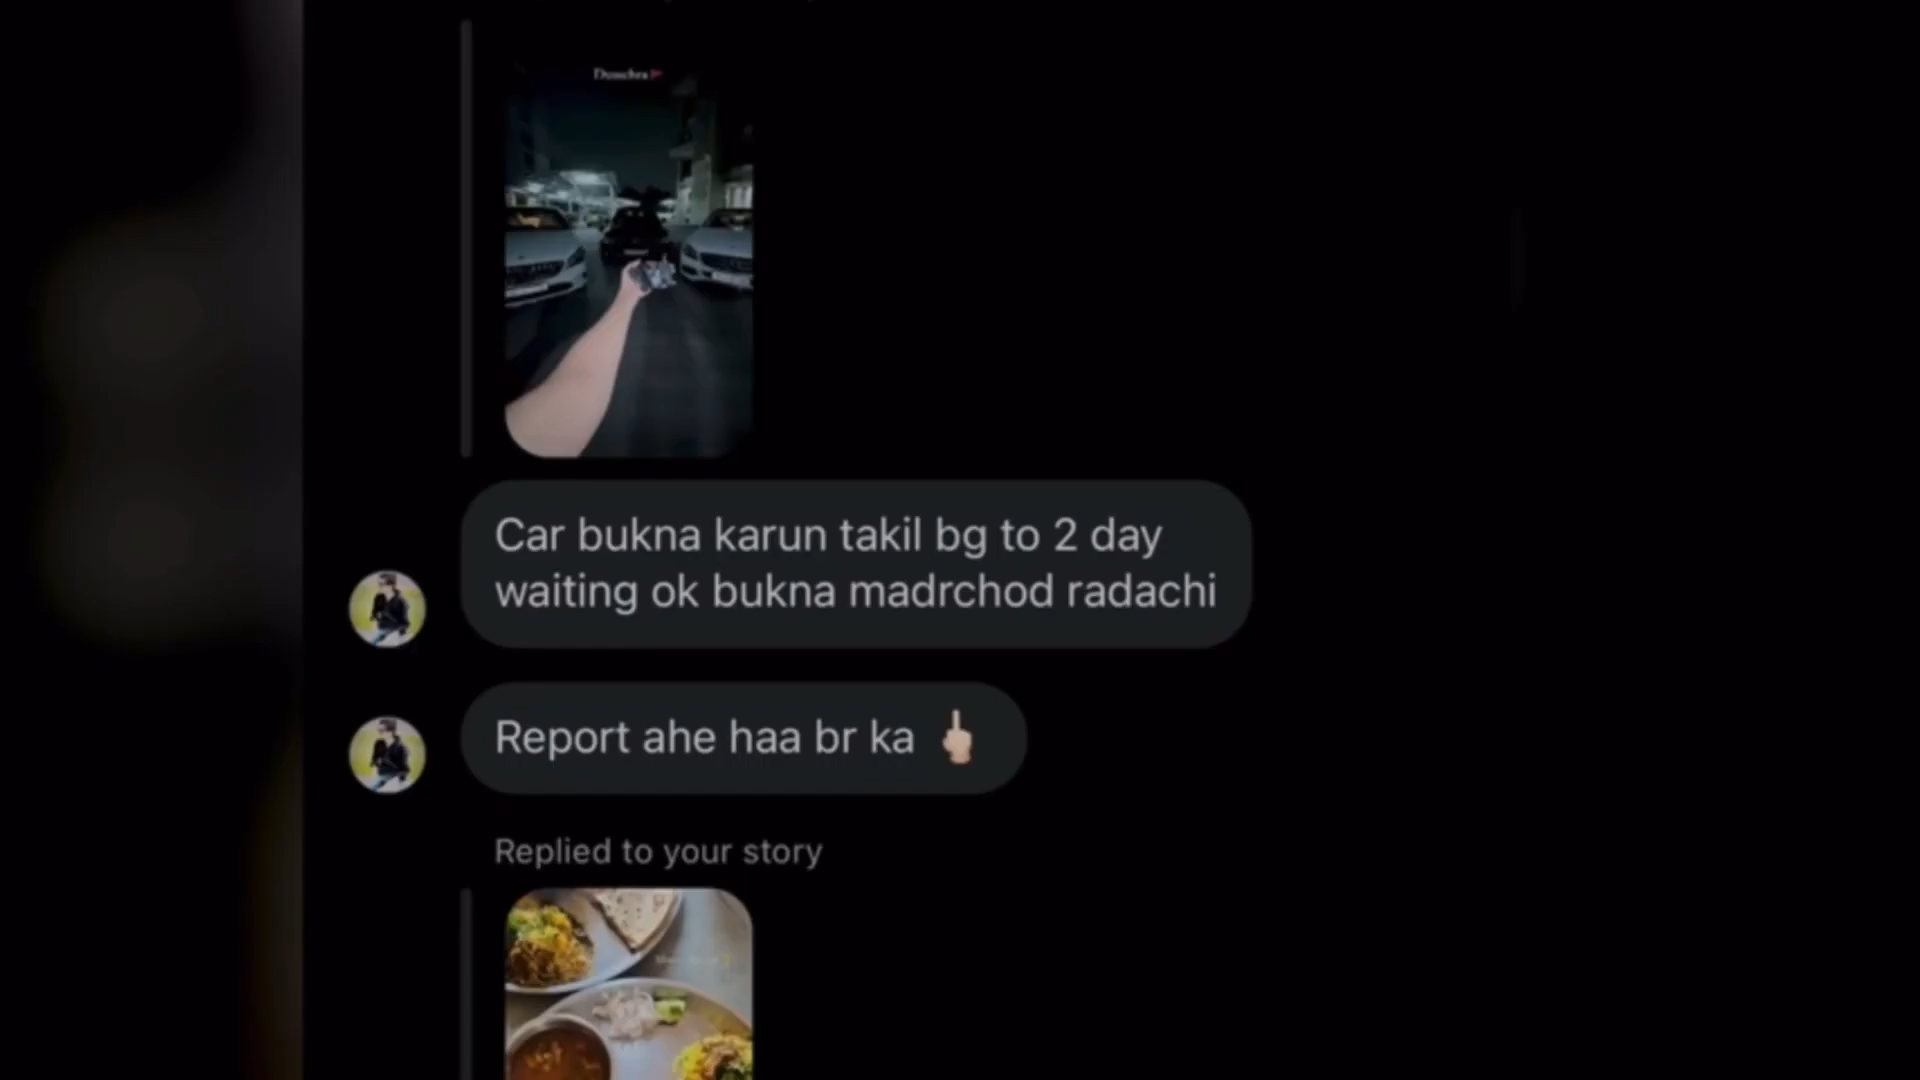 Car bukna karun takil bg to 2 day
waiting ok bukna madrchod radachi
Report ahe haa br ka 🖕🏻
Replied to your story